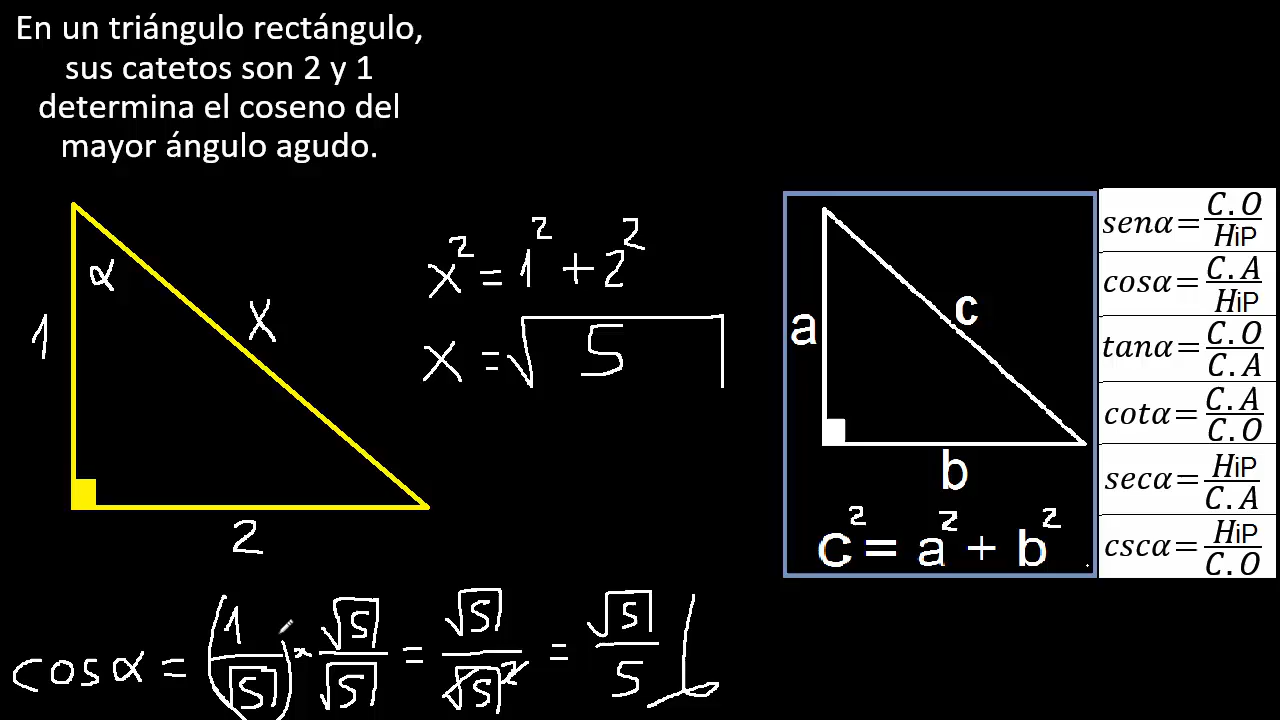 En un triángulo rectángulo,
sus catetos son 2 y 1
determina el coseno del
mayor ángulo agudo.
α
1
X
2
x² = 1² + 2²
x = √5
cosα = (1/√5) × √5/√5 = √5/√5² = √5/5
a
c
b
c² = a² + b²
senα = C.O/HiP
cosα = C.A/HiP
tanα = C.O/C.A
cotα = C.A/C.O
secα = HiP/C.A
cscα = HiP/C.O